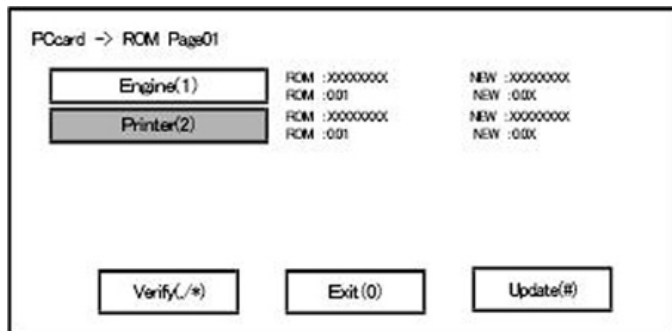 PCcard -> ROM Page01
Engine(1) ROM :XXXXXXXX NEW :XXXXXXXX
ROM :001 NEW :00X
Printer(2) ROM :XXXXXXXX NEW :XXXXXXXX
ROM :001 NEW :00X
Verify(./*) Exit(0) Update(#)